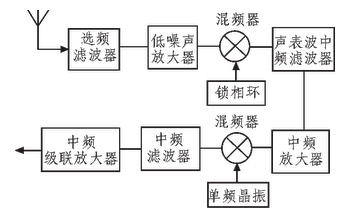 混频器
选频
滤波器
低噪声
放大器
声表波中
频滤波器
锁相环
混频器
中频
级联放大器
中频
滤波器
中频
放大器
单频晶振